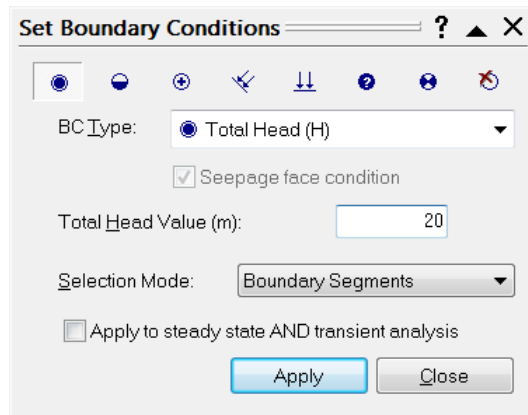 Set Boundary Conditions
BC Type: Total Head (H)
Seepage face condition
Total Head Value (m): 20
Selection Mode: Boundary Segments
Apply to steady state AND transient analysis
Apply Close